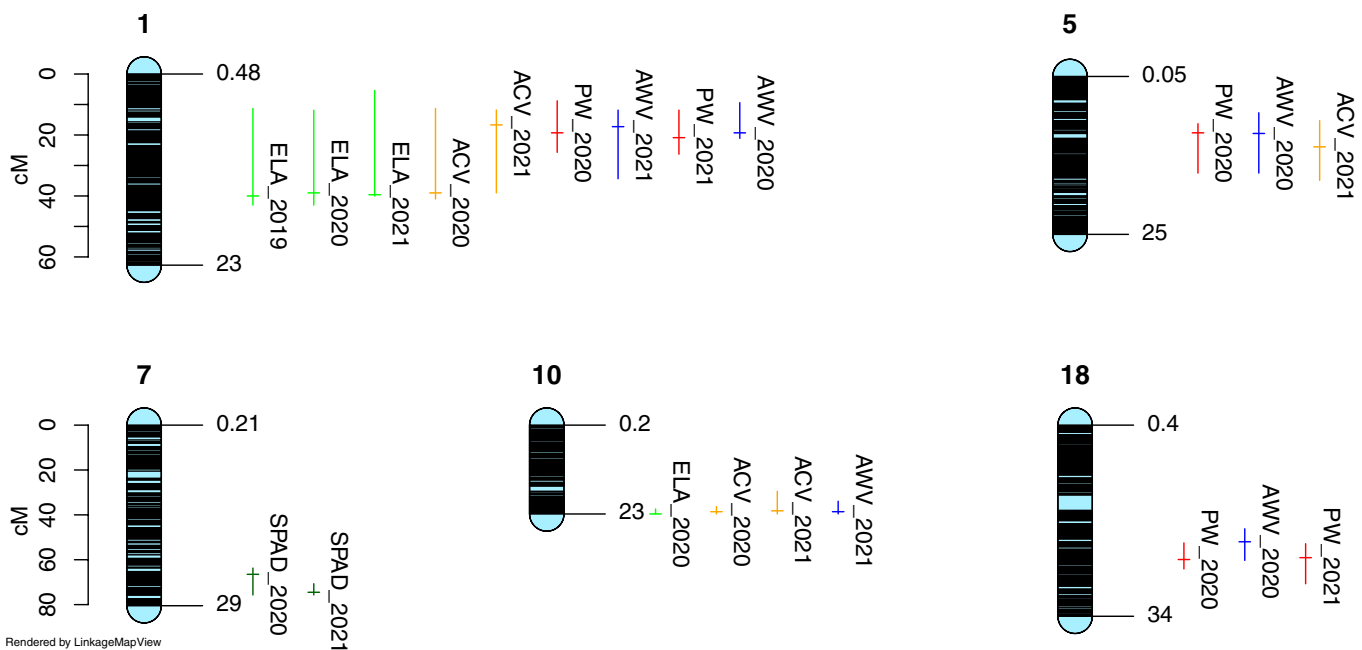 1
5
0
20
40
60
cM
0.48
23
ELA_2019
ELA_2020
ELA_2021
ACV_2020
ACV_2021
PW_2020
AWV_2021
PW_2021
AWV_2020
0.05
25
PW_2020
AWV_2020
ACV_2021
7
10
18
0
20
40
60
80
cM
0.21
29
SPAD_2020
SPAD_2021
0.2
23
ELA_2020
ACV_2020
ACV_2021
AWV_2021
0.4
34
PW_2020
AWV_2020
PW_2021
Rendered by LinkageMapView